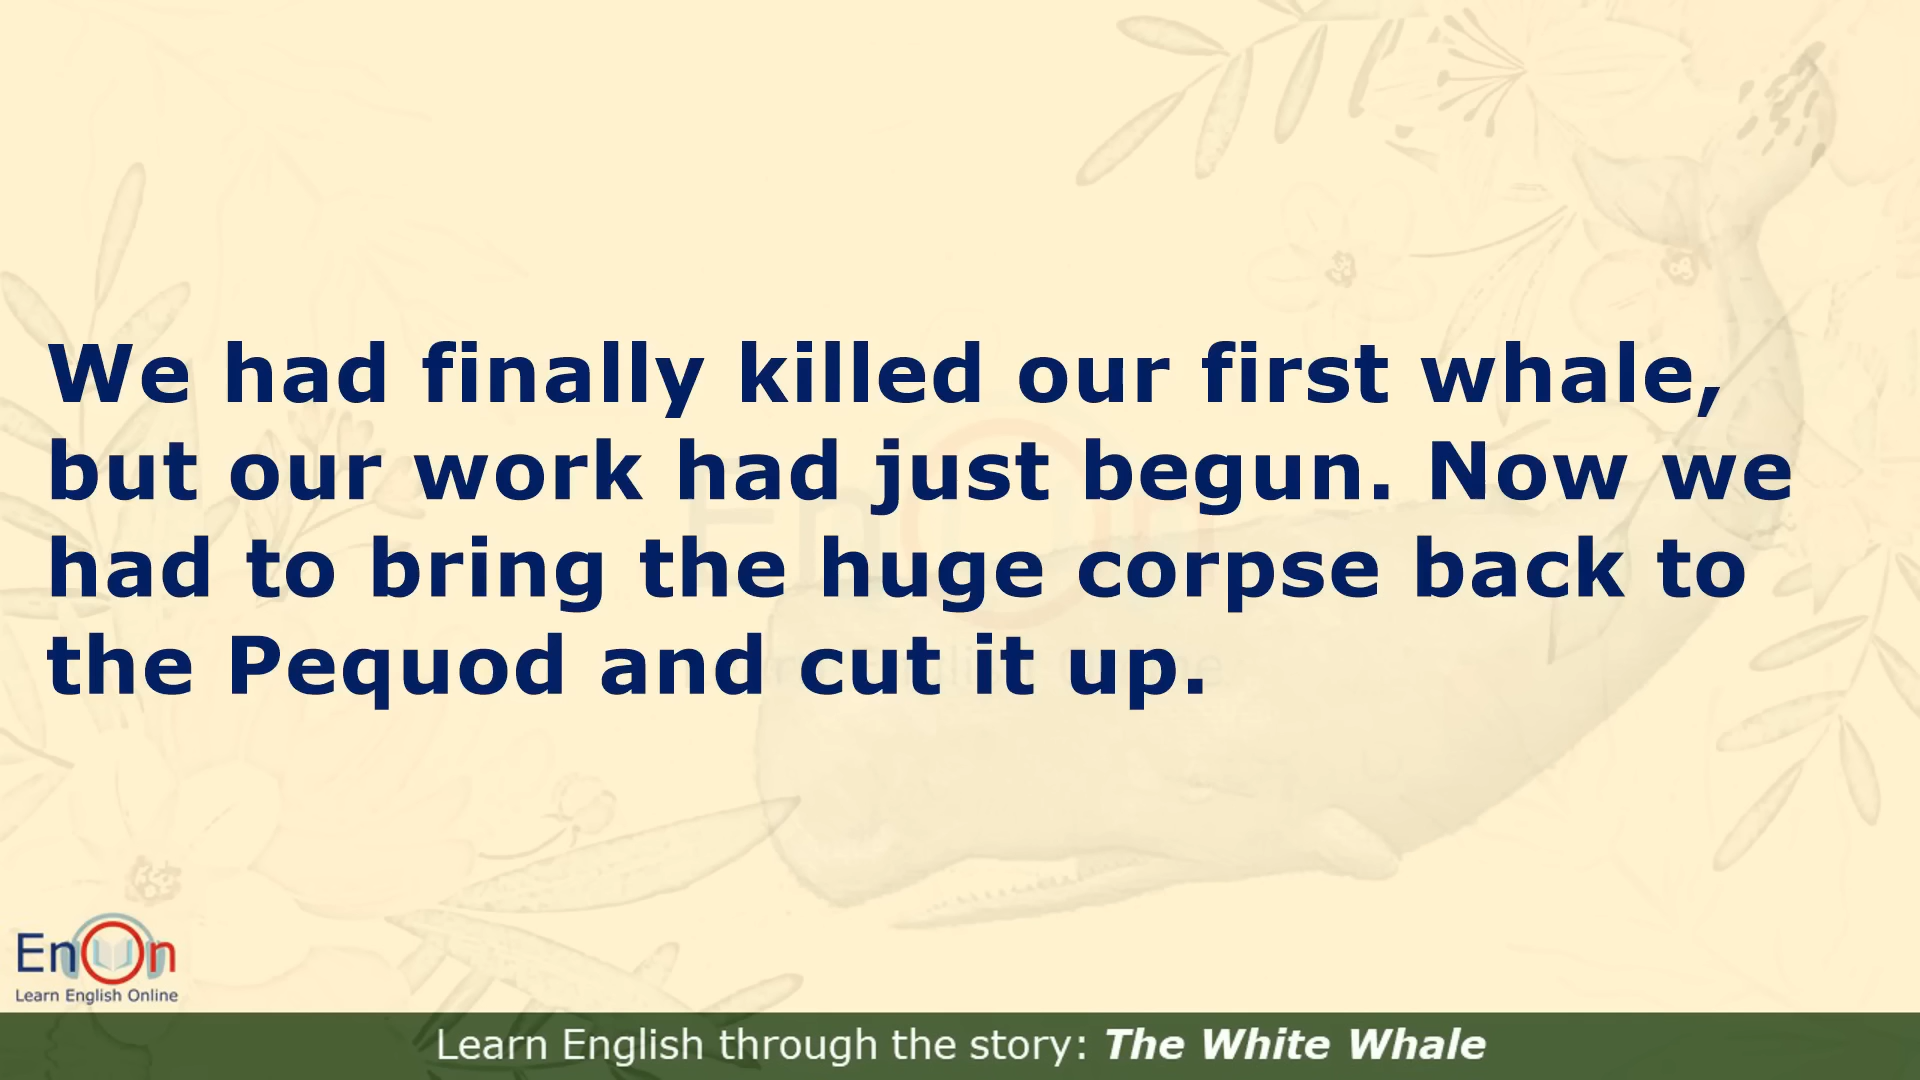 We had finally killed our first whale,
but our work had just begun. Now we
had to bring the huge corpse back to
the Pequod and cut it up.
EnOn
Learn English Online
Learn English through the story: The White Whale